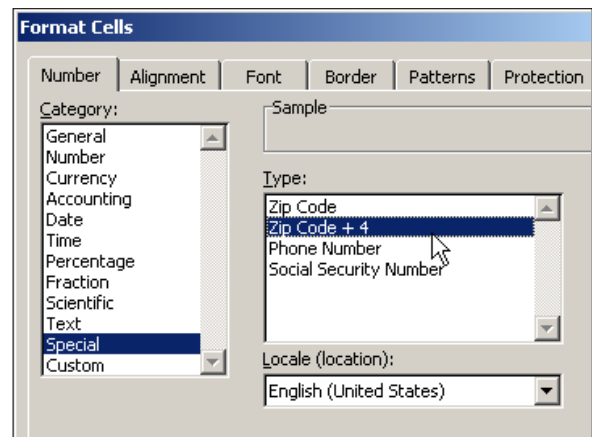 Format Cells
Number Alignment Font Border Patterns Protection
Category:
General
Number
Currency
Accounting
Date
Time
Percentage
Fraction
Scientific
Text
Special
Custom
Sample
Type:
Zip Code
Zip Code + 4
Phone Number
Social Security Number
Locale (location):
English (United States)